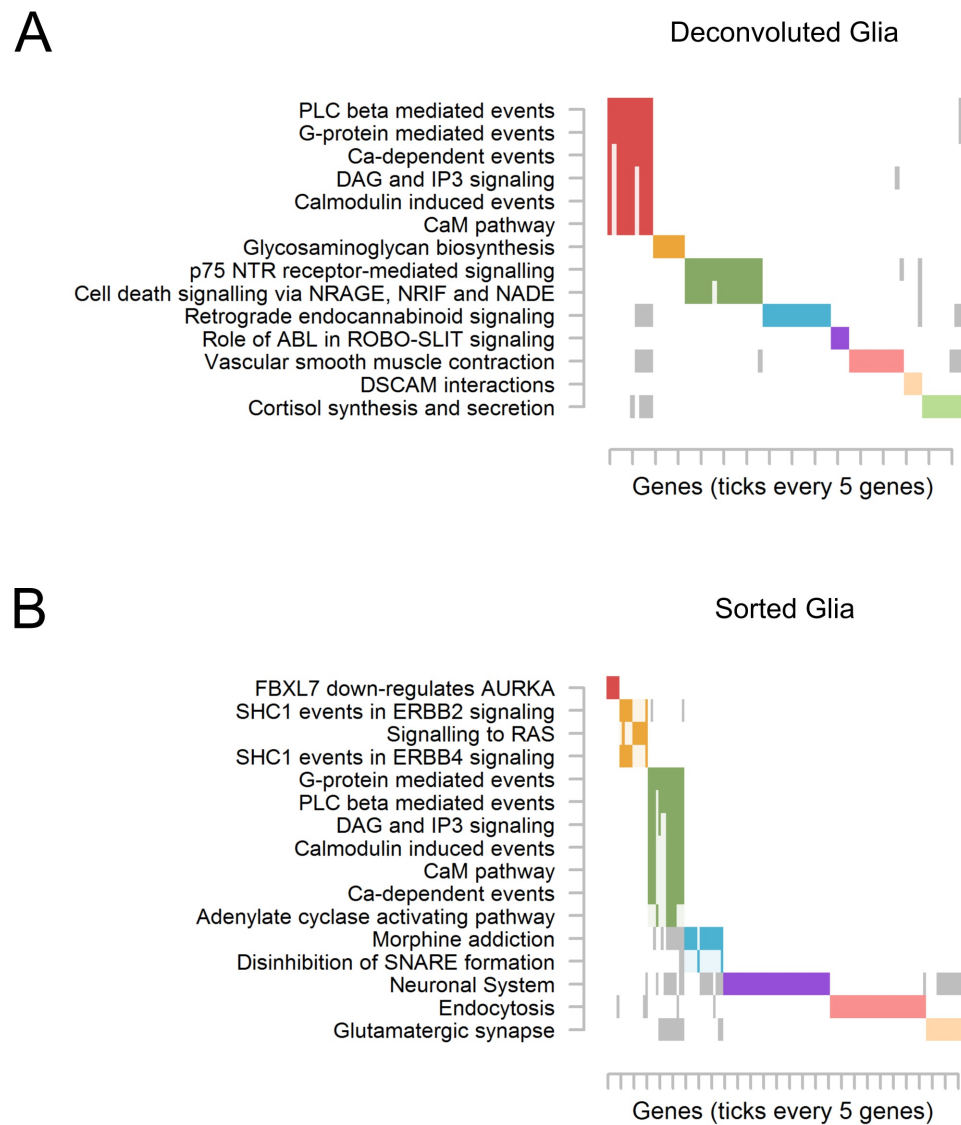 A
Deconvoluted Glia
PLC beta mediated events
G-protein mediated events
Ca-dependent events
DAG and IP3 signaling
Calmodulin induced events
CaM pathway
Glycosaminoglycan biosynthesis
p75 NTR receptor-mediated signalling
Cell death signalling via NRAGE, NRIF and NADE
Retrograde endocannabinoid signaling
Role of ABL in ROBO-SLIT signaling
Vascular smooth muscle contraction
DSCAM interactions
Cortisol synthesis and secretion
Genes (ticks every 5 genes)
B
Sorted Glia
FBXL7 down-regulates AURKA
SHC1 events in ERBB2 signaling
Signalling to RAS
SHC1 events in ERBB4 signaling
G-protein mediated events
PLC beta mediated events
DAG and IP3 signaling
Calmodulin induced events
CaM pathway
Ca-dependent events
Adenylate cyclase activating pathway
Morphine addiction
Disinhibition of SNARE formation
Neuronal System
Endocytosis
Glutamatergic synapse
Genes (ticks every 5 genes)